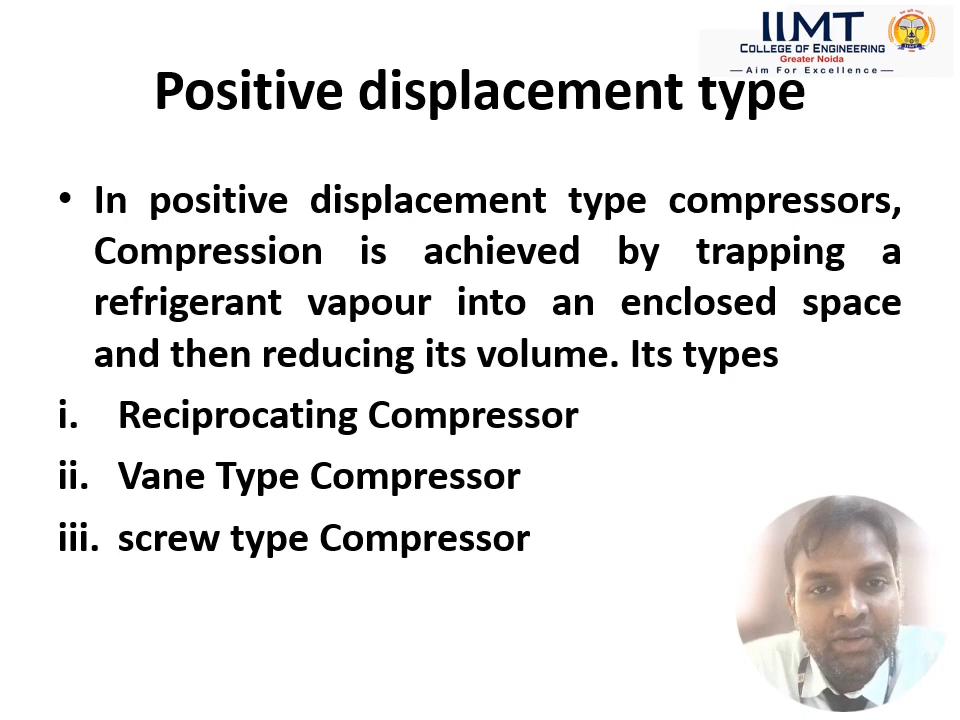 IIMT
COLLEGE OF ENGINEERING
Greater Noida
—Aim For Excellence—
Positive displacement type
• In positive displacement type compressors,
Compression is achieved by trapping a
refrigerant vapour into an enclosed space
and then reducing its volume. Its types
i. Reciprocating Compressor
ii. Vane Type Compressor
iii. screw type Compressor